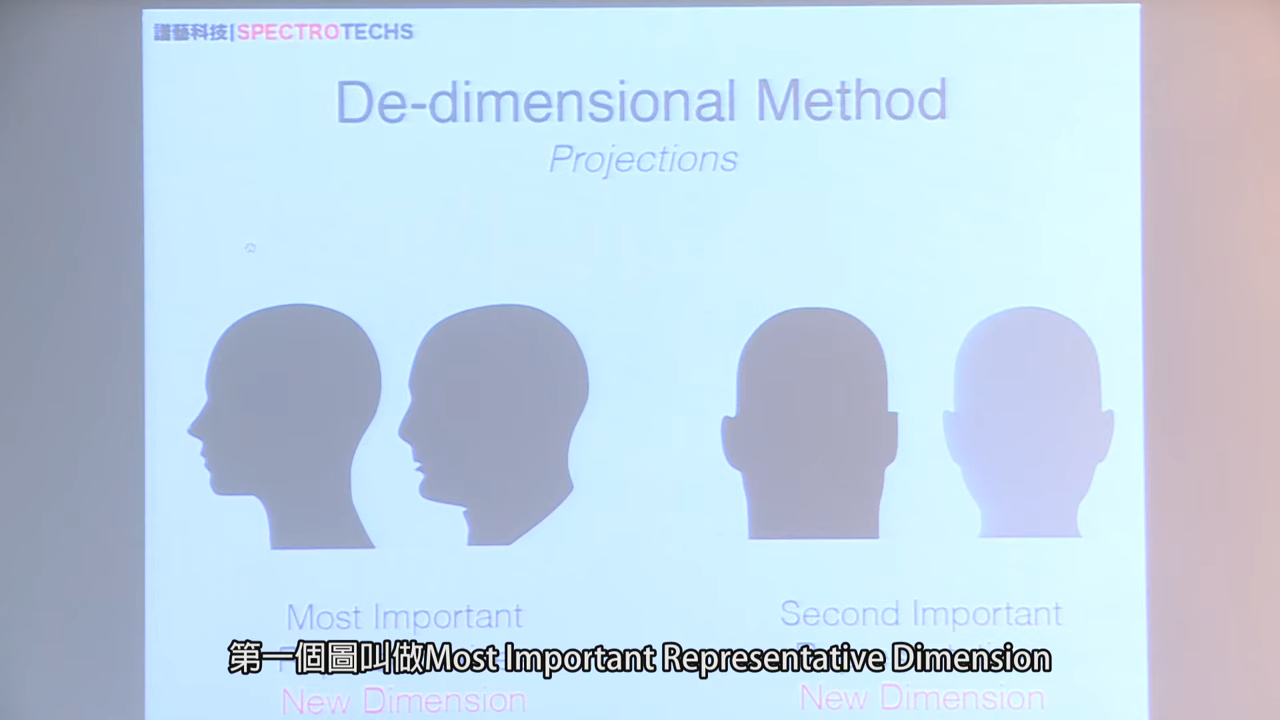 譜藝科技|SPECTROTECHS
De-dimensional Method
Projections
Most Important
Second Important
第一個圖叫做Most Important Representative Dimension
New Dimension
New Dimension